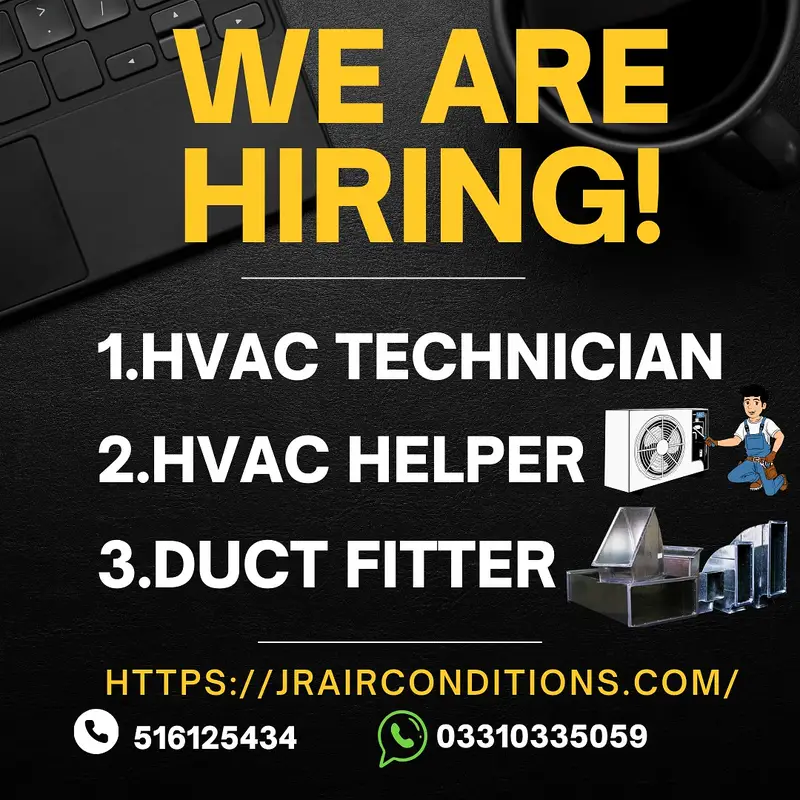 WE ARE
HIRING!
1.HVAC TECHNICIAN
2.HVAC HELPER
3.DUCT FITTER
HTTPS://JRAIRCONDITIONS.COM/
516125434
03310335059